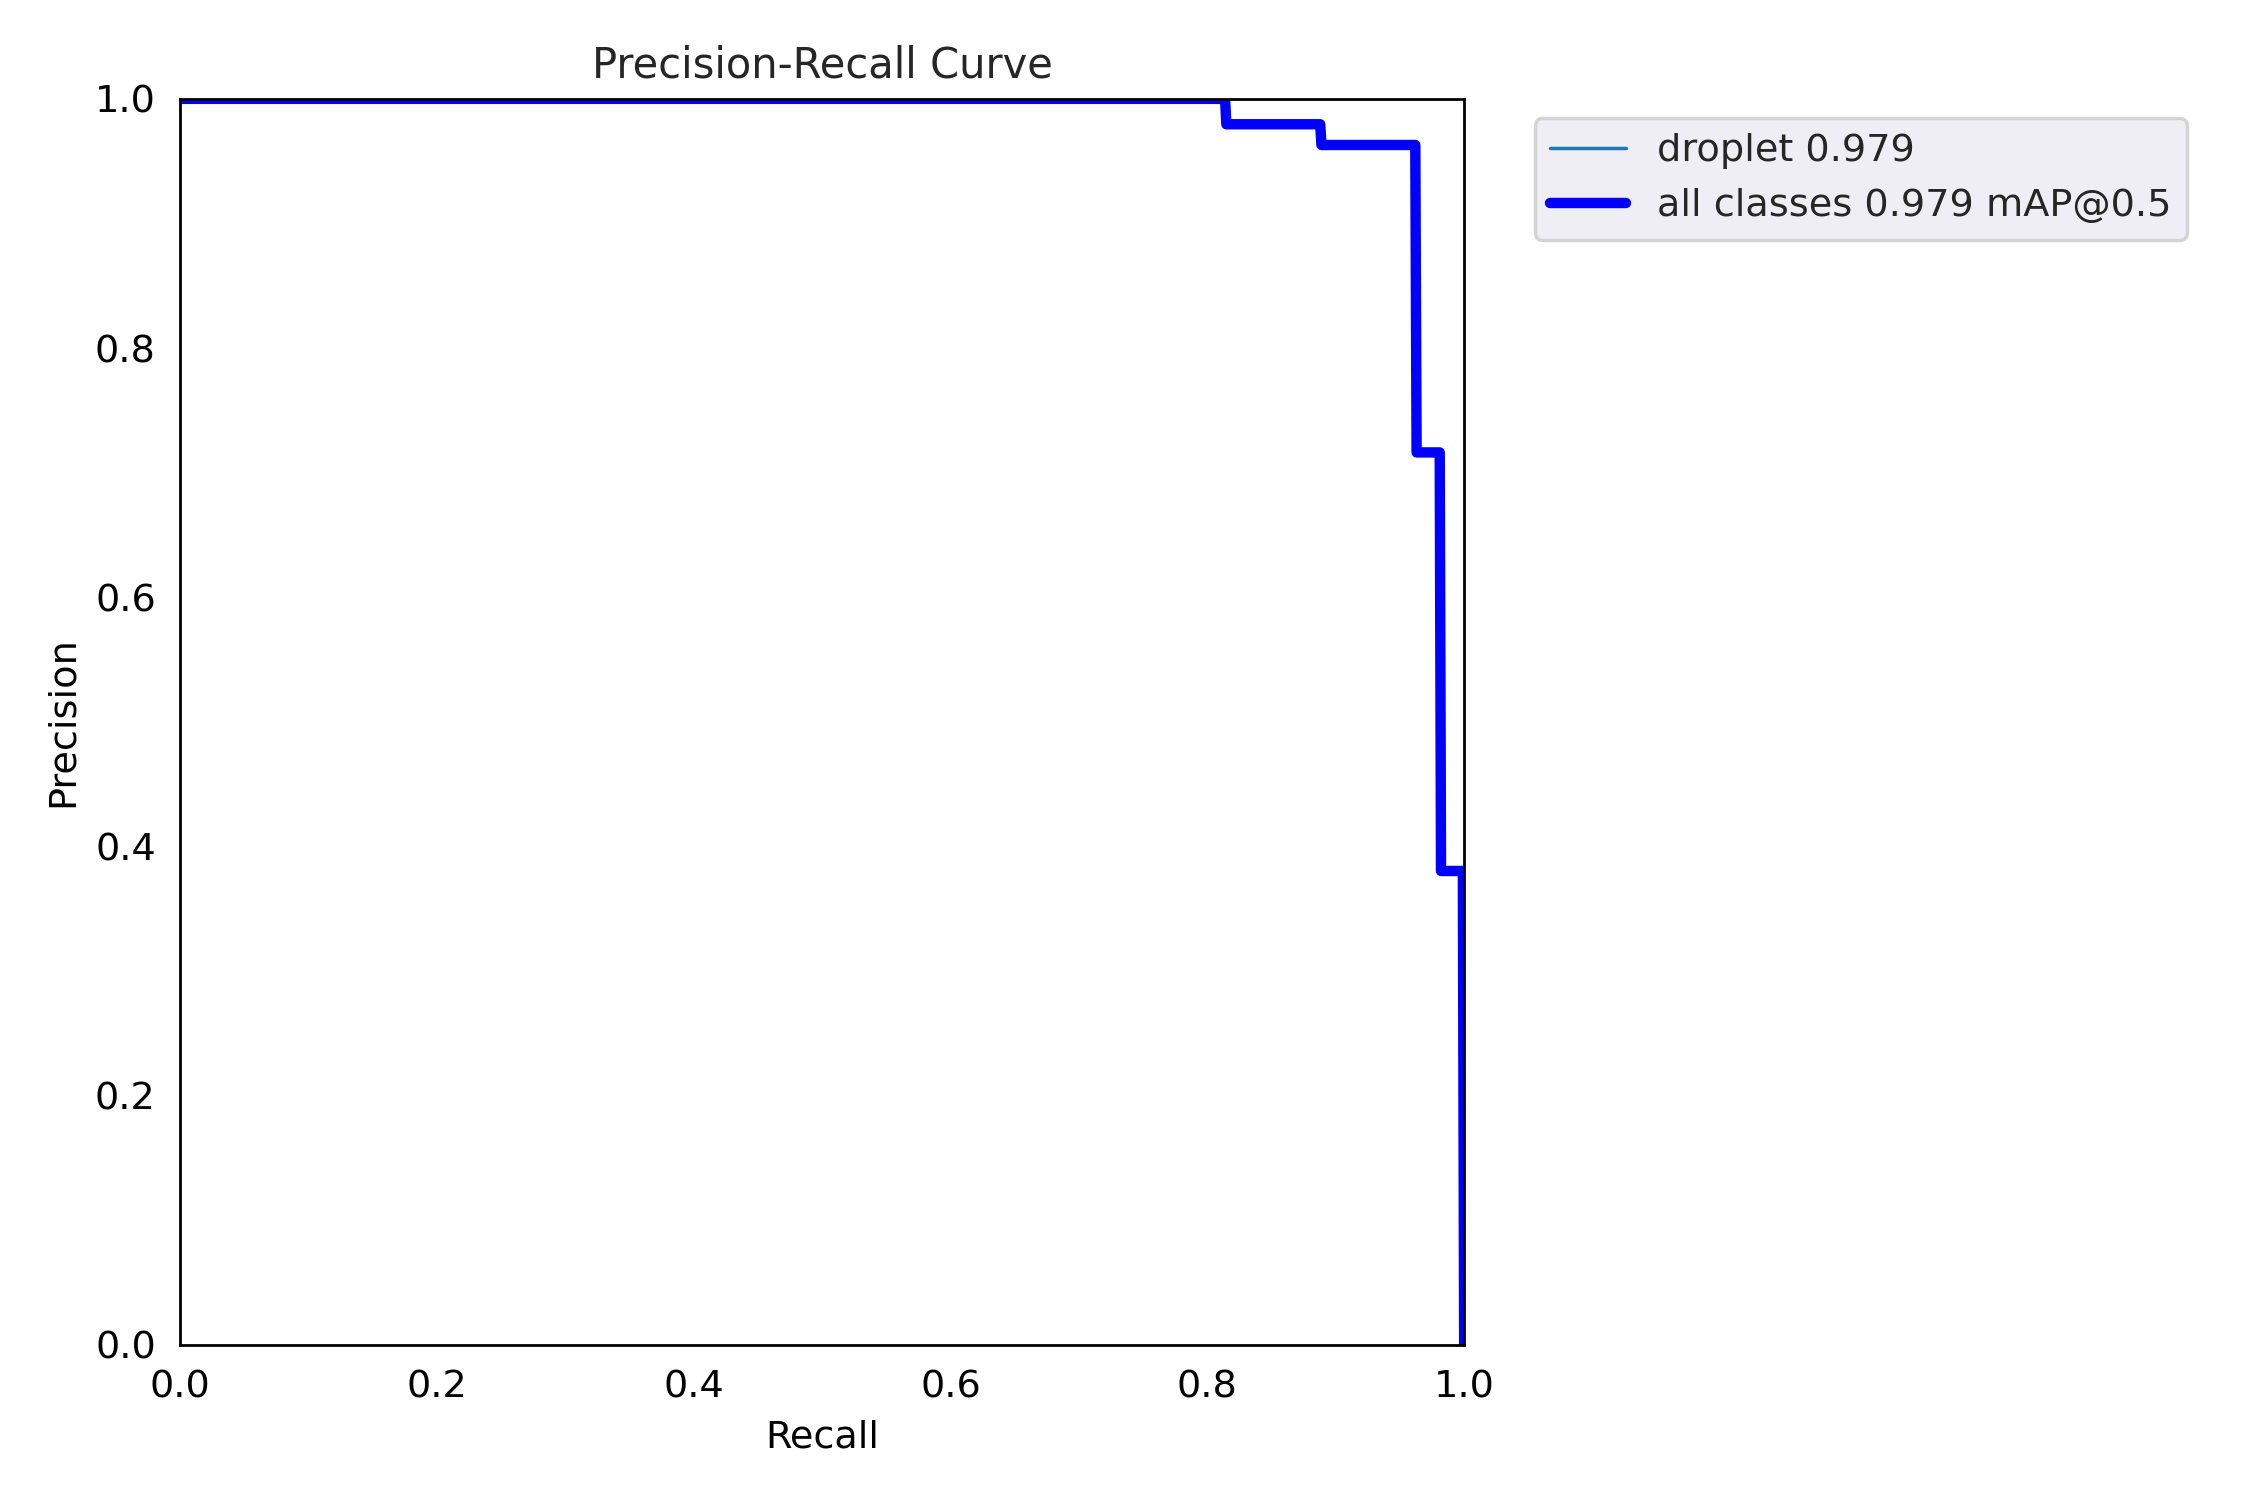 Precision-Recall Curve
1.0
0.8
0.6
0.4
0.2
0.0
Precision
0.0 0.2 0.4 0.6 0.8 1.0
Recall
droplet 0.979
all classes 0.979 mAP@0.5